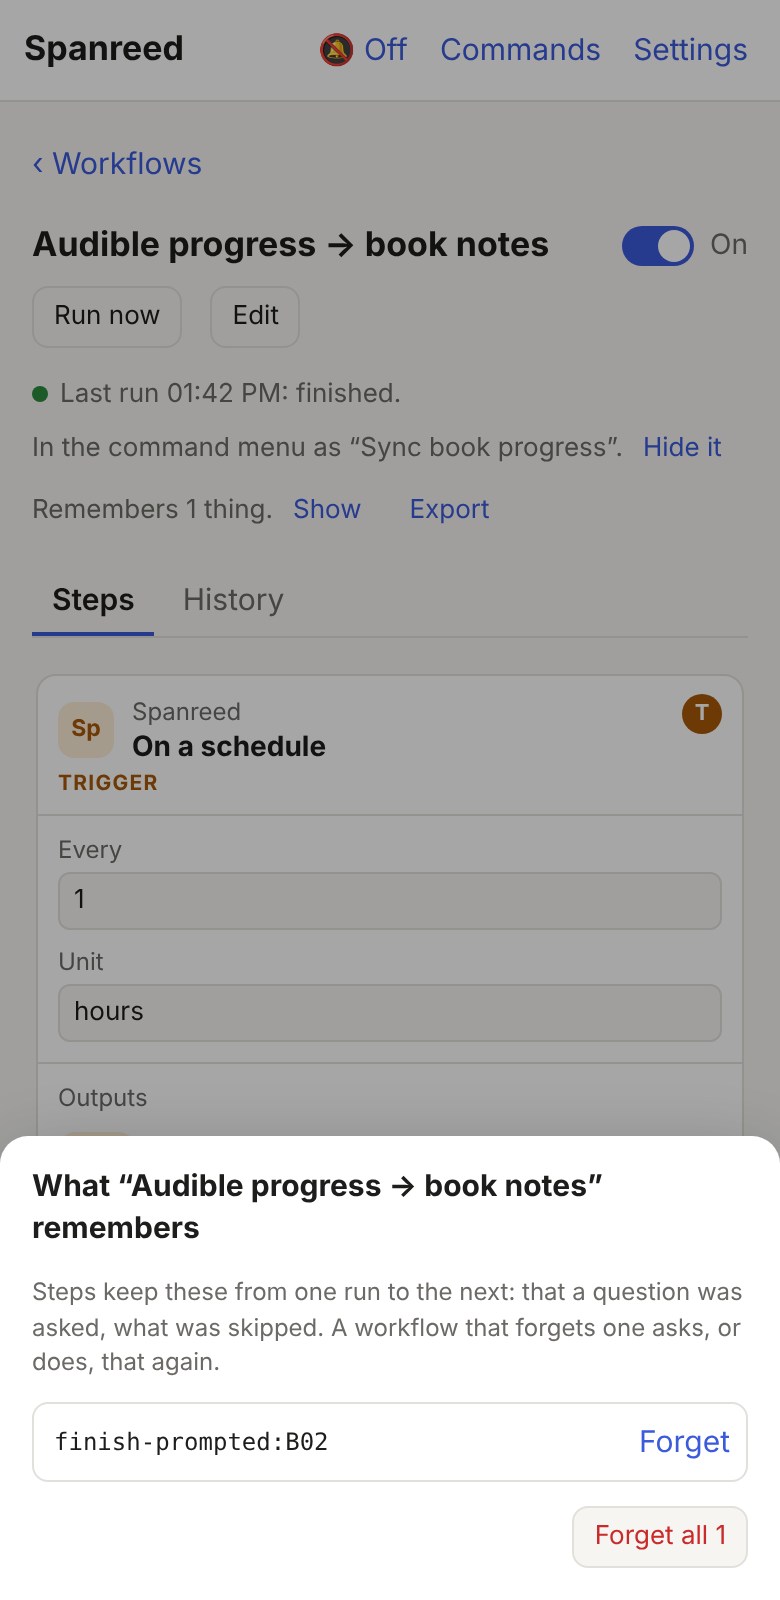 Spanreed
Off Commands Settings
‹ Workflows
Audible progress → book notes On
Run now Edit
Last run 01:42 PM: finished.
In the command menu as “Sync book progress”. Hide it
Remembers 1 thing. Show Export
Steps History
Sp Spanreed T
On a schedule
TRIGGER
Every
1
Unit
hours
Outputs
What “Audible progress → book notes”
remembers
Steps keep these from one run to the next: that a question was
asked, what was skipped. A workflow that forgets one asks, or
does, that again.
finish-prompted:B02 Forget
Forget all 1